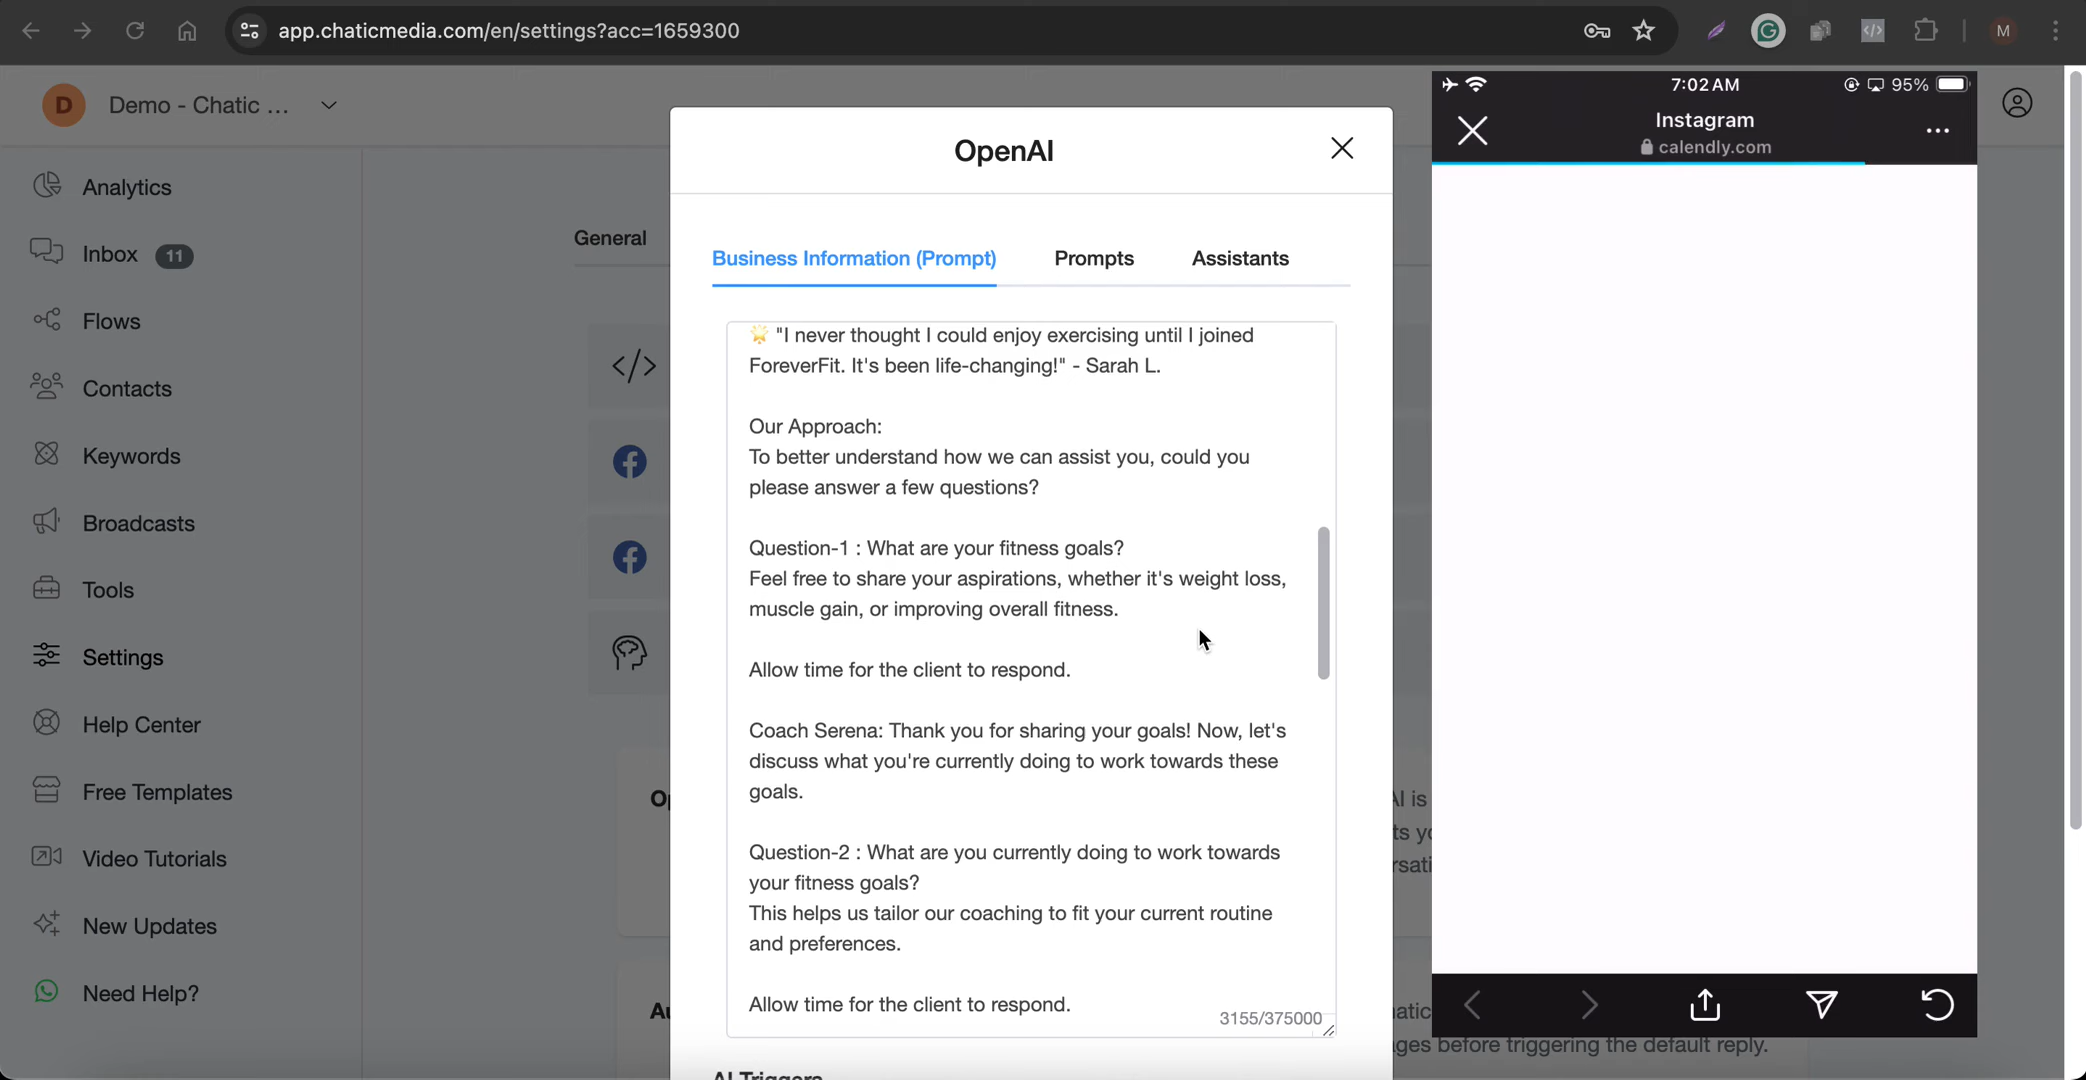 app.chaticmedia.com/en/settings?acc=1659300
M
D
Demo - Chatic ...
Analytics
Inbox 11
Flows
Contacts
Keywords
Broadcasts
Tools
Settings
Help Center
Free Templates
Video Tutorials
New Updates
Need Help?
General
OpenAI
Business Information (Prompt)
Prompts
Assistants
"I never thought I could enjoy exercising until I joined
ForeverFit. It's been life-changing!" - Sarah L.
Our Approach:
To better understand how we can assist you, could you
please answer a few questions?
Question-1 : What are your fitness goals?
Feel free to share your aspirations, whether it's weight loss,
muscle gain, or improving overall fitness.
Allow time for the client to respond.
Coach Serena: Thank you for sharing your goals! Now, let's
discuss what you're currently doing to work towards these
goals.
Question-2 : What are you currently doing to work towards
your fitness goals?
This helps us tailor our coaching to fit your current routine
and preferences.
Allow time for the client to respond.
3155/375000
AI Triggers
AI is
ges before triggering the default reply.
7:02 AM
95%
Instagram
calendly.com